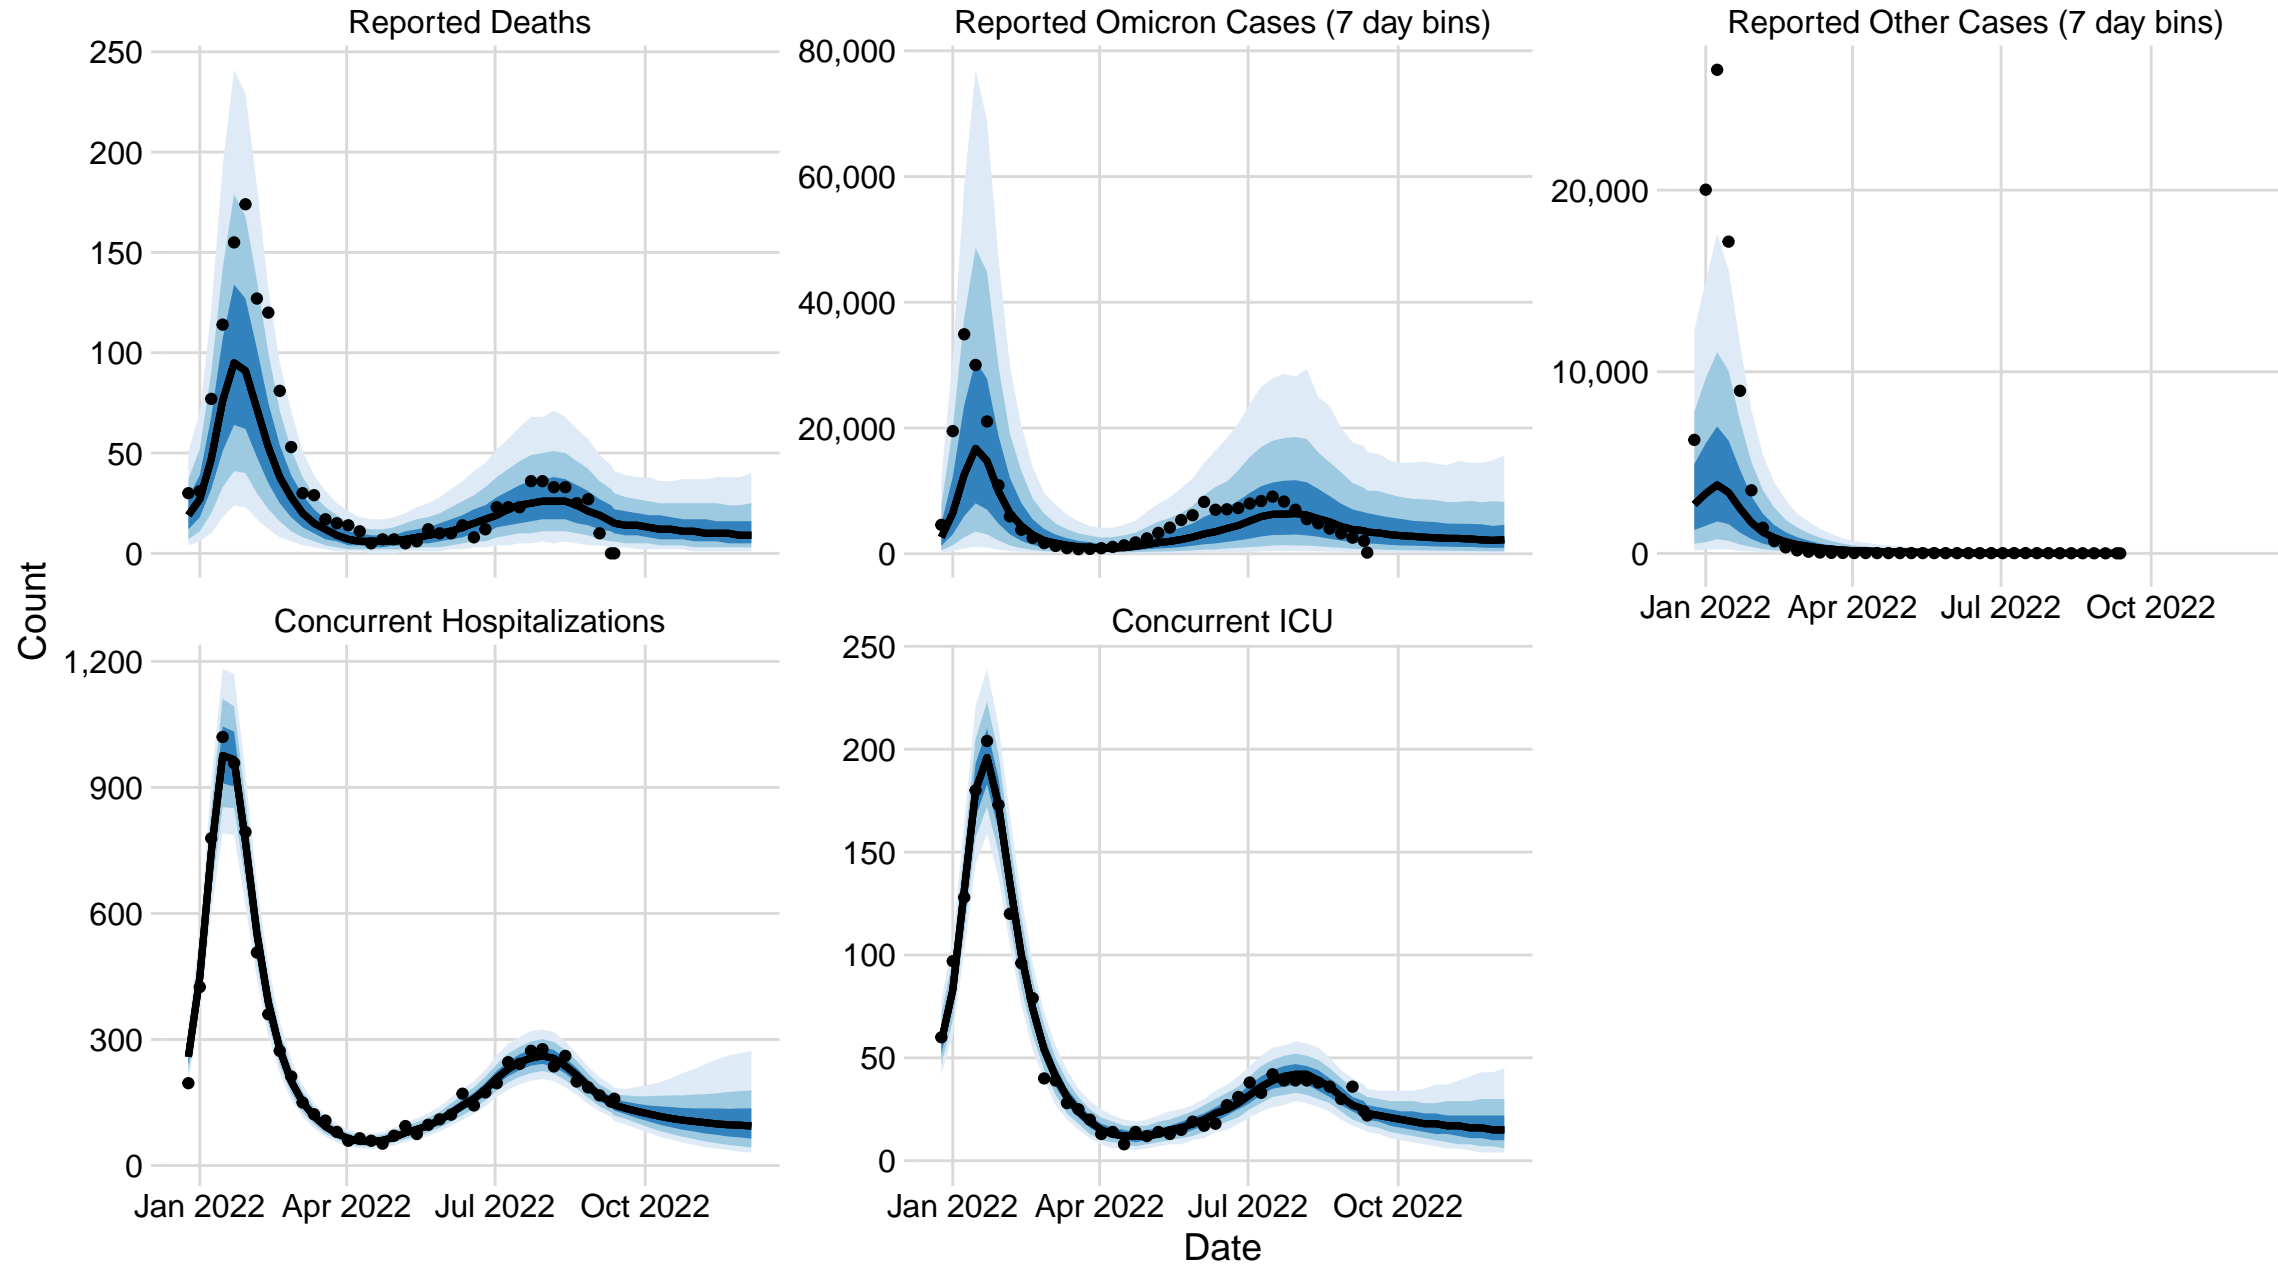 Reported Deaths
250
200
150
100
50
0
Reported Omicron Cases (7 day bins)
80,000
60,000
40,000
20,000
0
Reported Other Cases (7 day bins)
20,000
10,000
0
Jan 2022 Apr 2022 Jul 2022 Oct 2022
Count
Concurrent Hospitalizations
1,200
900
600
300
0
Jan 2022 Apr 2022 Jul 2022 Oct 2022
Concurrent ICU
250
200
150
100
50
0
Jan 2022 Apr 2022 Jul 2022 Oct 2022
Date